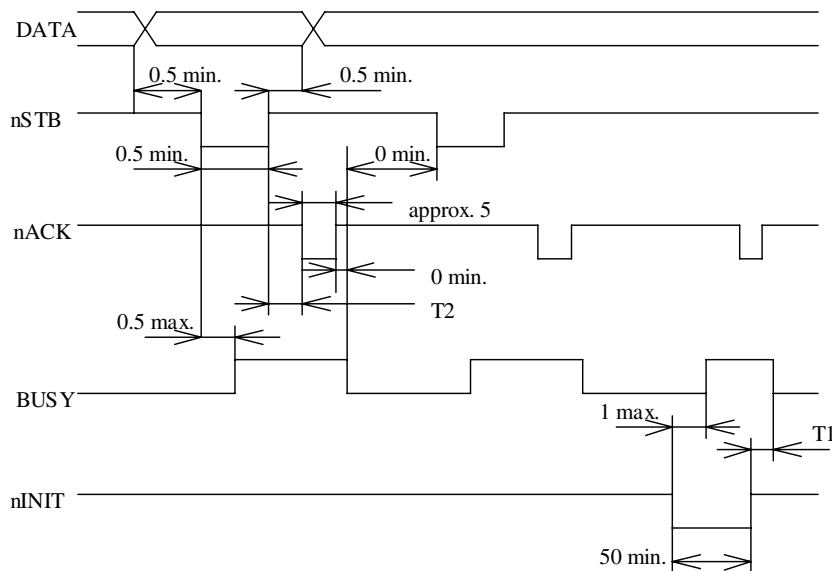 DATA
0.5 min.
0.5 min.
nSTB
0.5 min.
0 min.
approx. 5
nACK
0 min.
T2
0.5 max.
BUSY
1 max.
T1
nINIT
50 min.